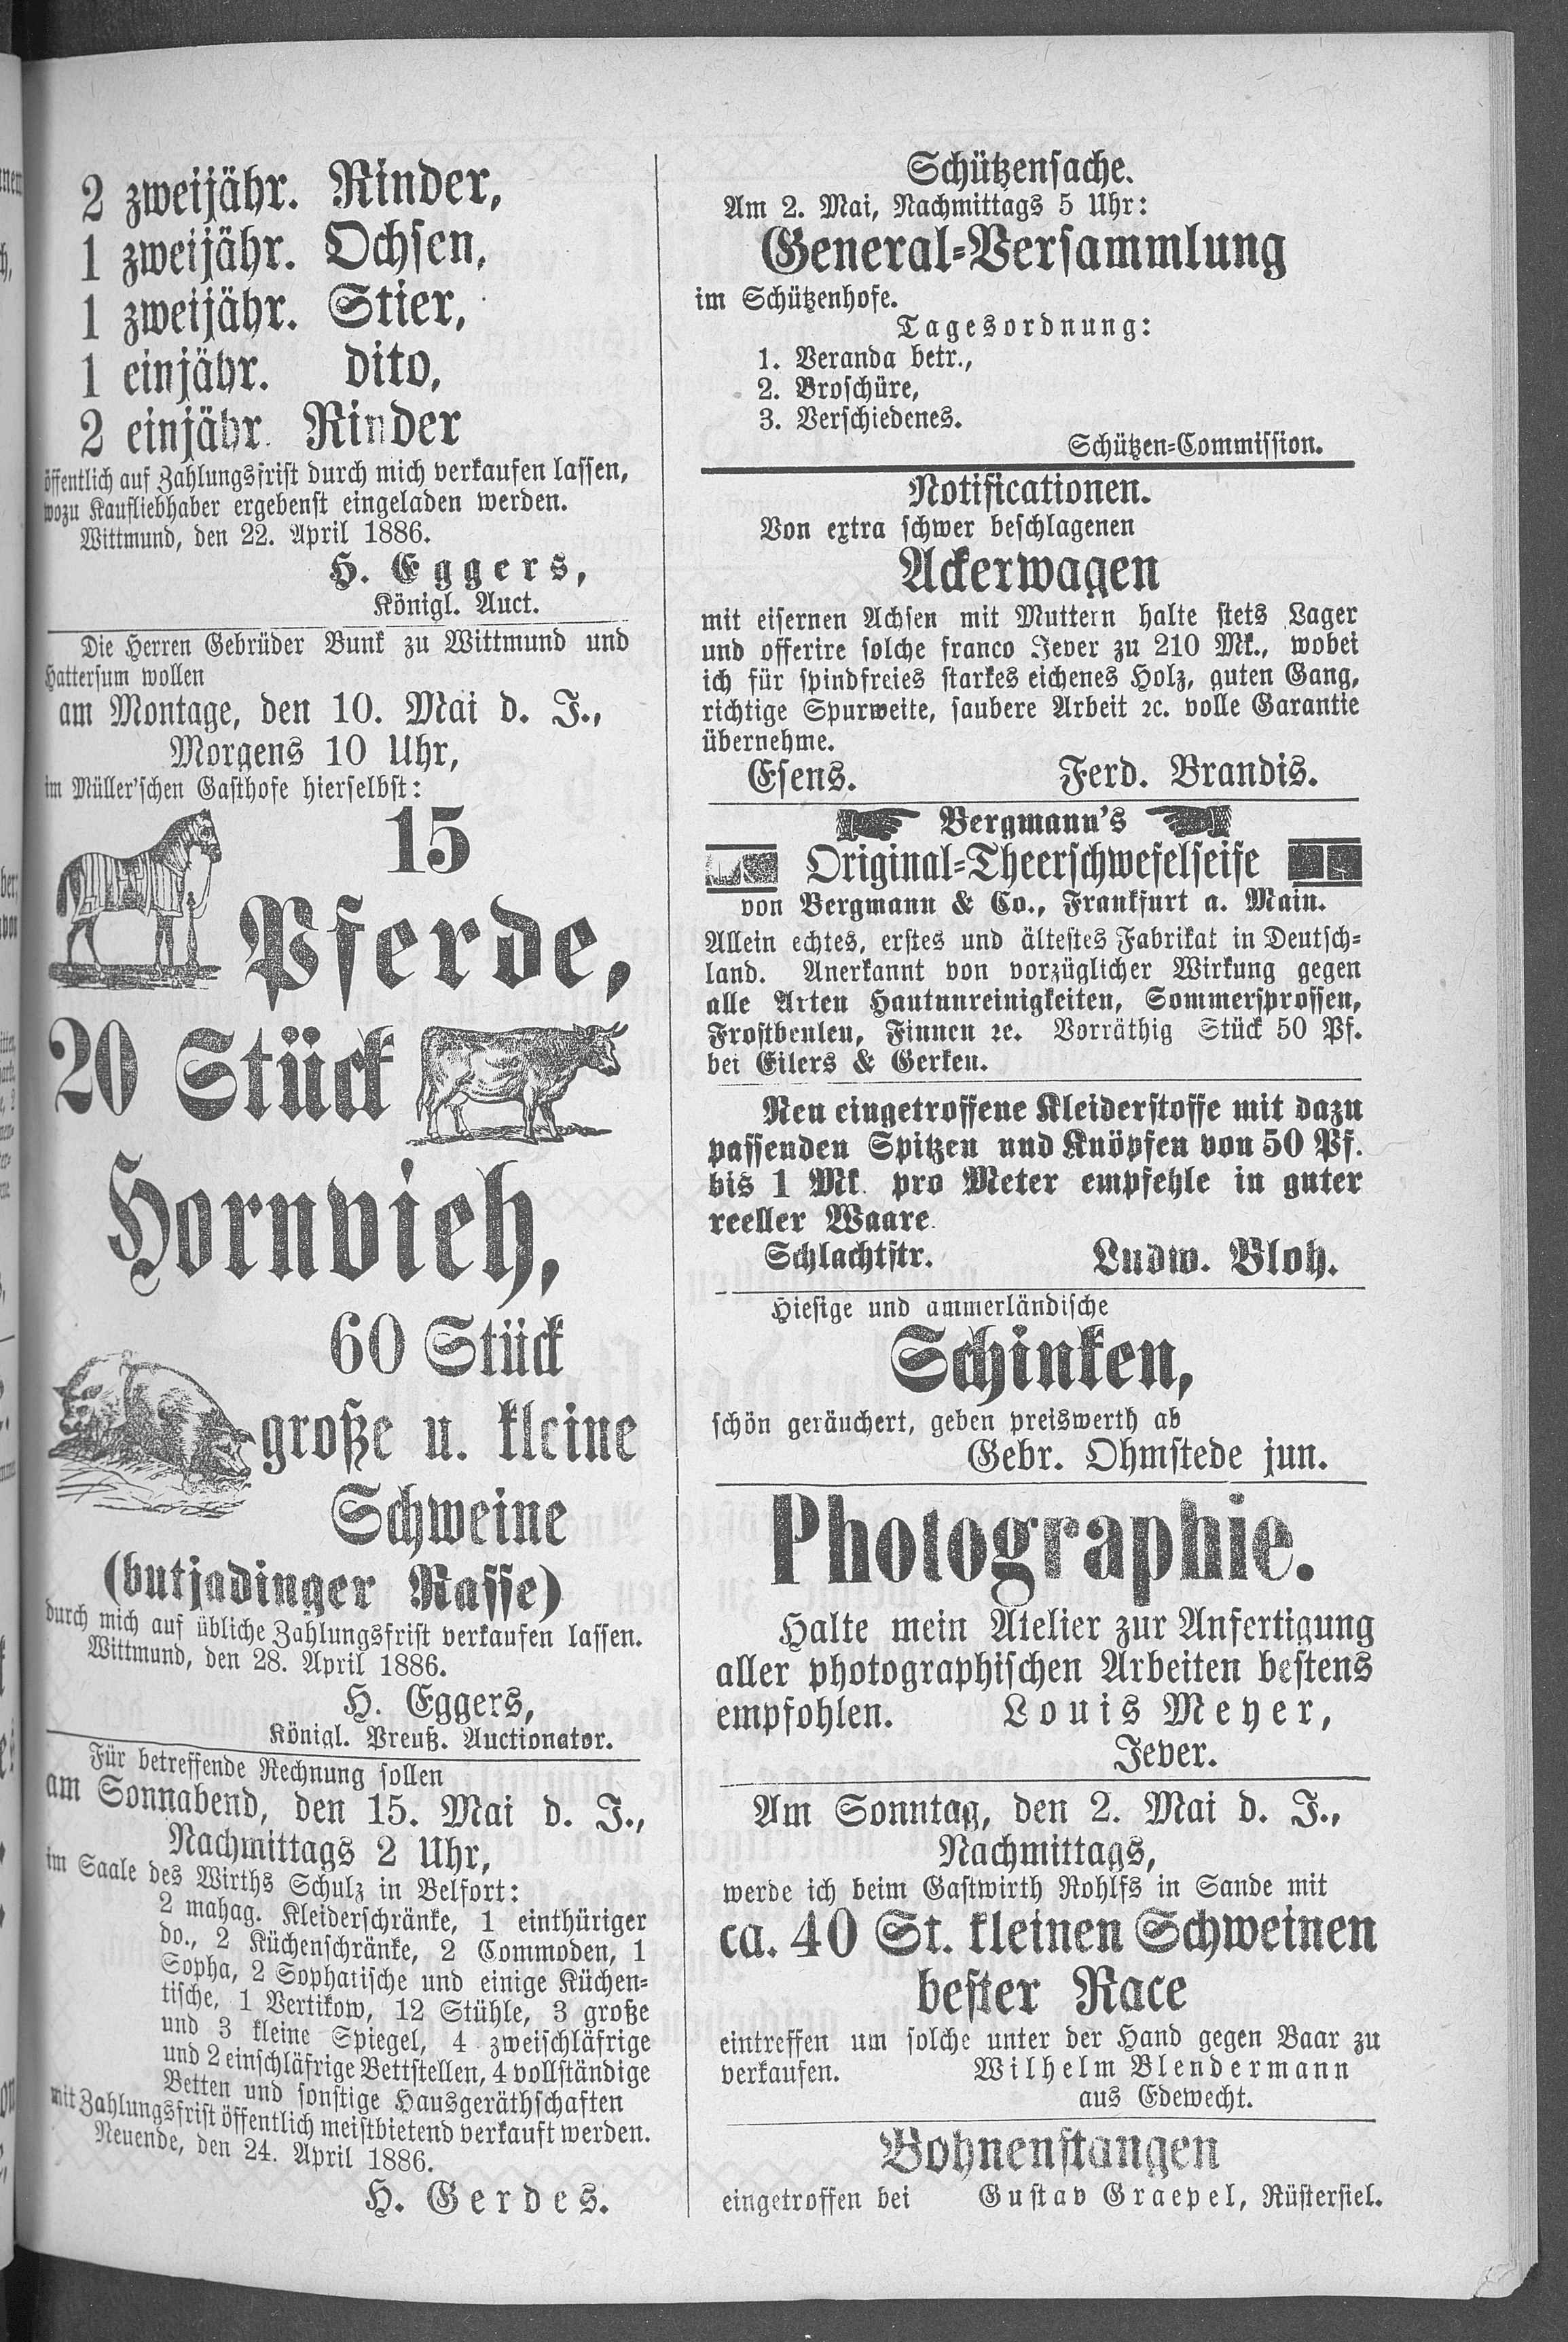 2 zweijähr. Rinder,
1 zweijähr. Ochsen,
1 zweijähr. Stier,
1 einjähr. dito,
2 einjähr. Rinder
öffentlich auf Zahlungsfrist durch mich verkaufen lassen,
wozu Kaufliebhaber ergebenst eingeladen werden.
Wittmund, den 22. April 1886.
H. Eggers,
Königl. Auct.
Die Herren Gebrüder Bunk zu Wittmund und
Hattersum wollen
am Montage, den 10. Mai d. J.,
Morgens 10 Uhr,
im Müller'schen Gasthofe hierselbst:
15
Pferde,
20 Stück
Hornvieh,
60 Stück
große u. kleine
Schweine
(butjadinger Rasse)
durch mich auf übliche Zahlungsfrist verkaufen lassen.
Wittmund, den 28. April 1886.
H. Eggers,
Königl. Preuß. Auctionator.
Für betreffende Rechnung sollen
am Sonnabend, den 15. Mai d. J.,
Nachmittags 2 Uhr,
im Saale des Wirths Schulz in Belfort:
2 mahag. Kleiderschränke, 1 einthüriger
do., 2 Küchenschränke, 2 Commoden, 1
Sopha, 2 Sophatische und einige Küchen-
tische, 1 Vertikow, 12 Stühle, 3 große
und 3 kleine Spiegel, 4 zweischläfrige
und 2 einschläfrige Bettstellen, 4 vollständige
Betten und sonstige Hausgeräthschaften
mit Zahlungsfrist öffentlich meistbietend verkauft werden.
Neuende, den 24. April 1886.
H. Gerdes.
Schützensache.
Am 2. Mai, Nachmittags 5 Uhr:
General-Versammlung
im Schützenhofe.
Tagesordnung:
1. Veranda betr.,
2. Broschüre,
3. Verschiedenes.
Schützen-Commission.
Notificationen.
Von extra schwer beschlagenen
Ackerwagen
mit eisernen Achsen mit Muttern halte stets Lager
und offerire solche franco Jever zu 210 Mk., wobei
ich für spindfreies starkes eichenes Holz, guten Gang,
richtige Spurweite, saubere Arbeit ꝛc. volle Garantie
übernehme.
Esens. Ferd. Brandis.
Bergmann's
Original-Theerschwefelseife
von Bergmann & Co., Frankfurt a. Main.
Allein echtes, erstes und ältestes Fabrikat in Deutsch-
land. Anerkannt von vorzüglicher Wirkung gegen
alle Arten Hautunreinigkeiten, Sommersprossen,
Frostbeulen, Finnen ꝛc. Vorräthig Stück 50 Pf.
bei Eilers & Gerken.
Neu eingetroffene Kleiderstoffe mit dazu
passenden Spitzen und Knöpfen von 50 Pf.
bis 1 Mk. pro Meter empfehle in guter
reeller Waare.
Schlachtstr. Ludw. Bloh.
Hiesige und ammerländische
Schinken,
schön geräuchert, geben preiswerth ab
Gebr. Ohmstede jun.
Photographie.
Halte mein Atelier zur Anfertigung
aller photographischen Arbeiten bestens
empfohlen. Louis Meyer,
Jever.
Am Sonntag, den 2. Mai d. J.,
Nachmittags,
werde ich beim Gastwirth Rohlfs in Sande mit
ca. 40 St. kleinen Schweinen
bester Race
eintreffen um solche unter der Hand gegen Baar zu
verkaufen. Wilhelm Blendermann
aus Edewecht.
Bohnenstangen
eingetroffen bei Gustav Graepel, Rüstersiel.